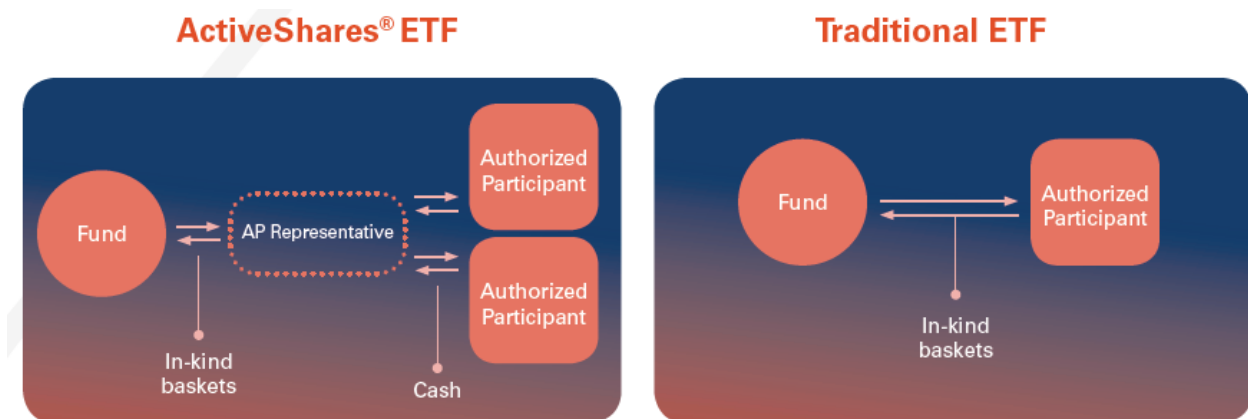 ActiveShares® ETF
Fund
AP Representative
Authorized
Participant
Authorized
Participant
In-kind
baskets
Cash
Traditional ETF
Fund
Authorized
Participant
In-kind
baskets